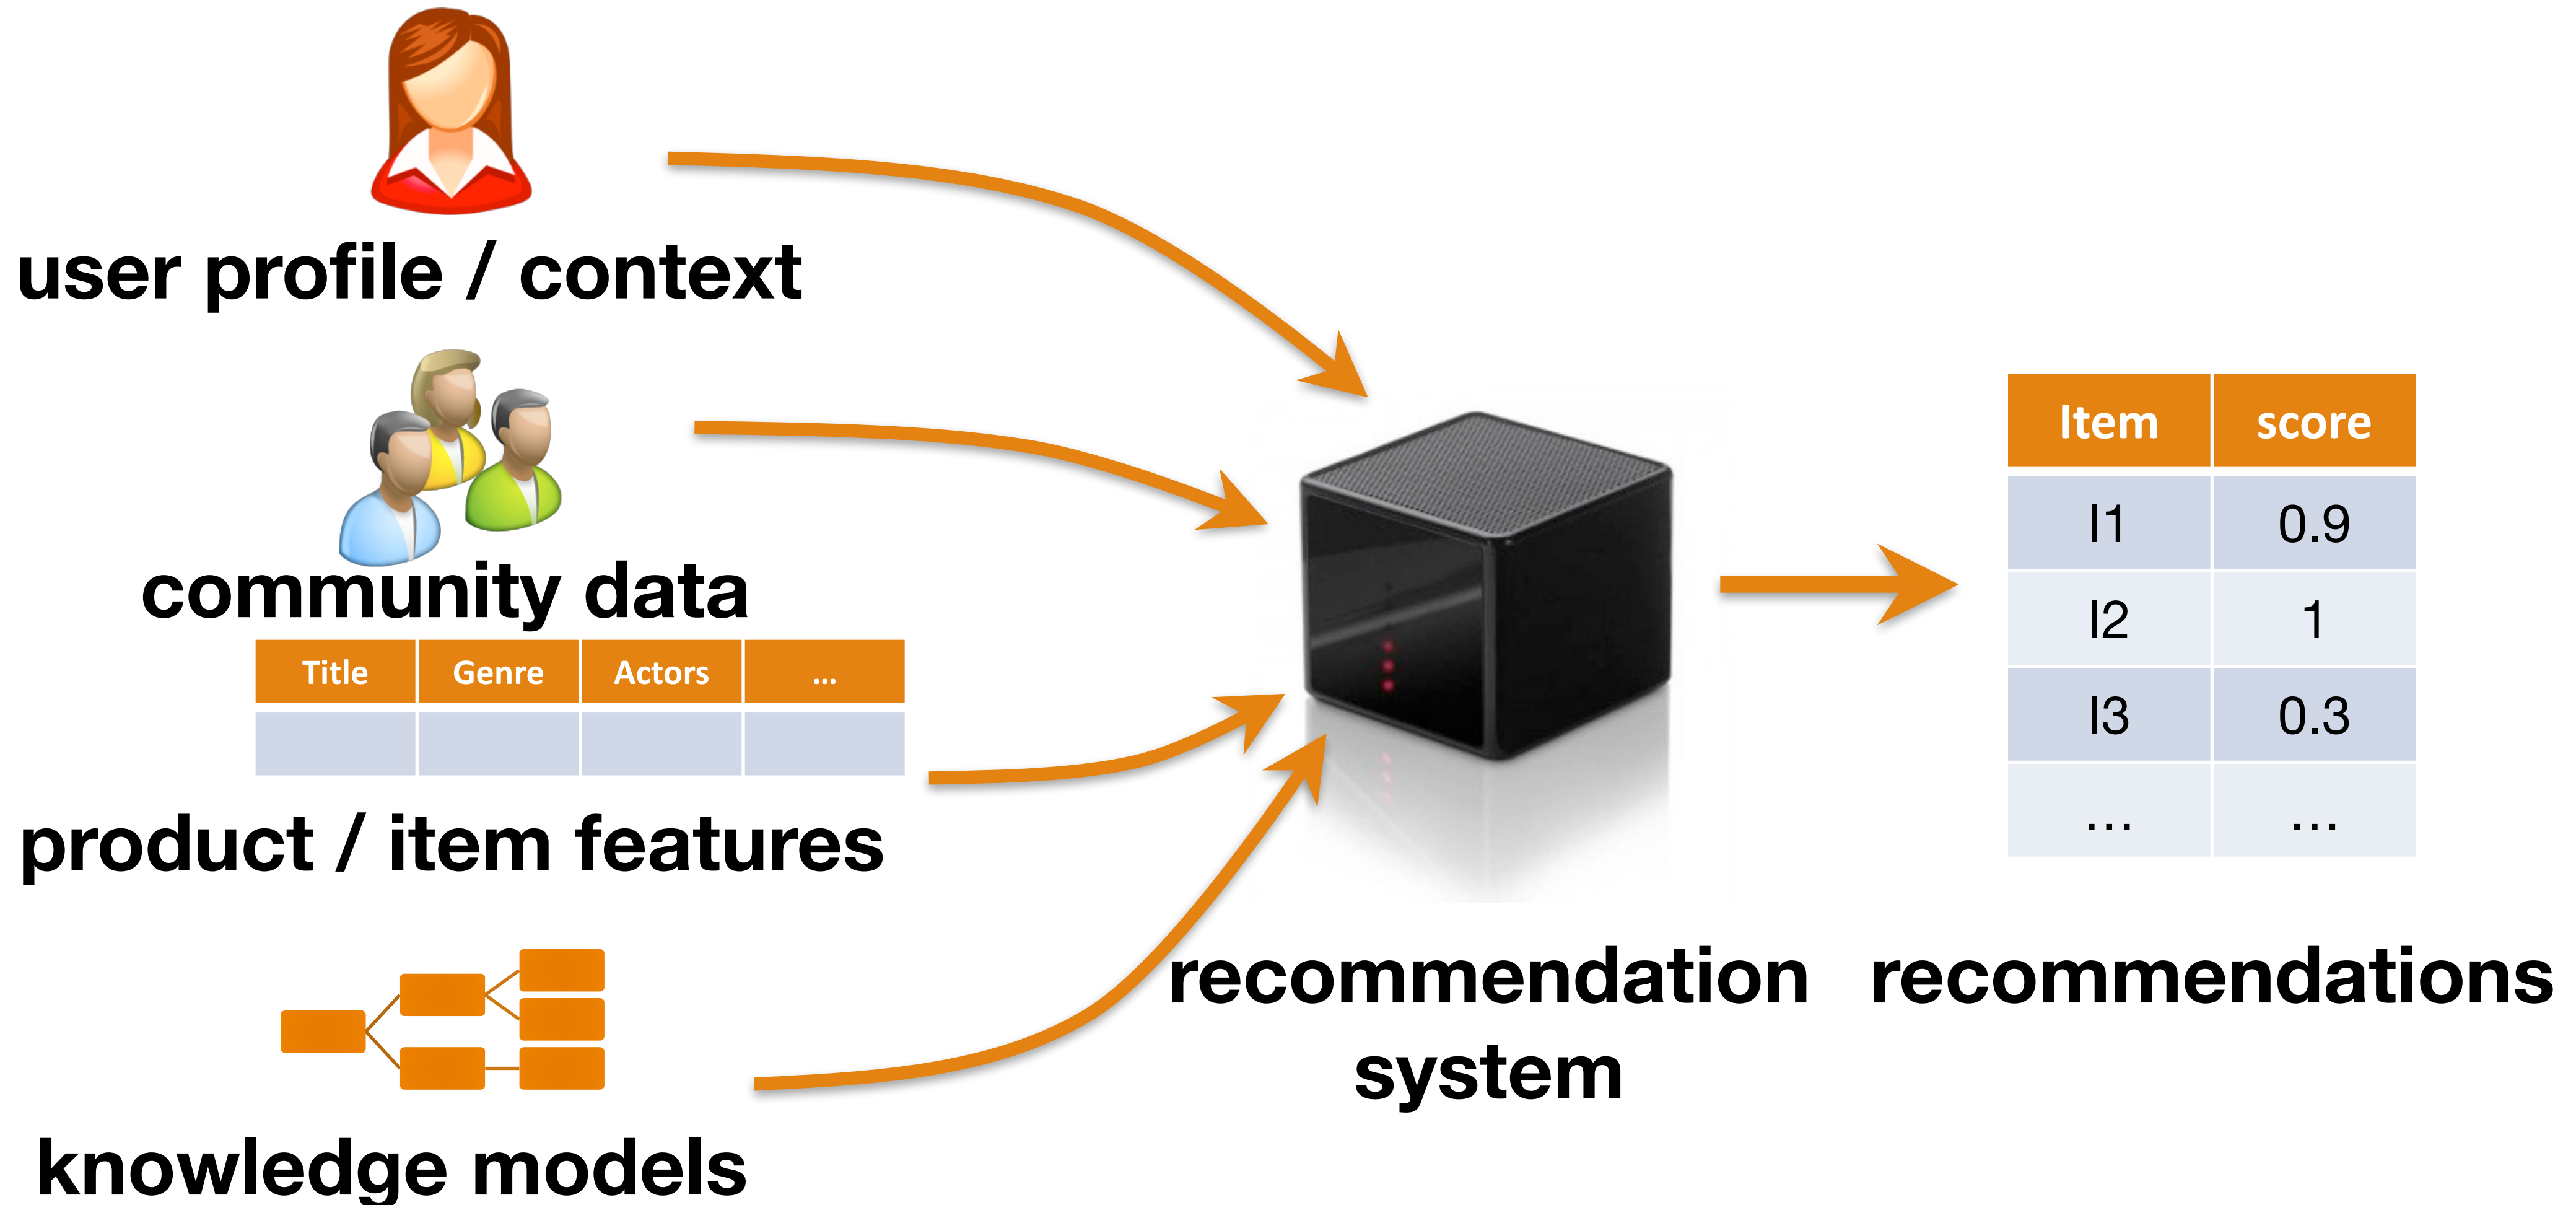 user profile / context
community data
Title Genre Actors ...
product / item features
knowledge models
recommendation
system
Item score
I1 0.9
I2 1
I3 0.3
... ...
recommendations